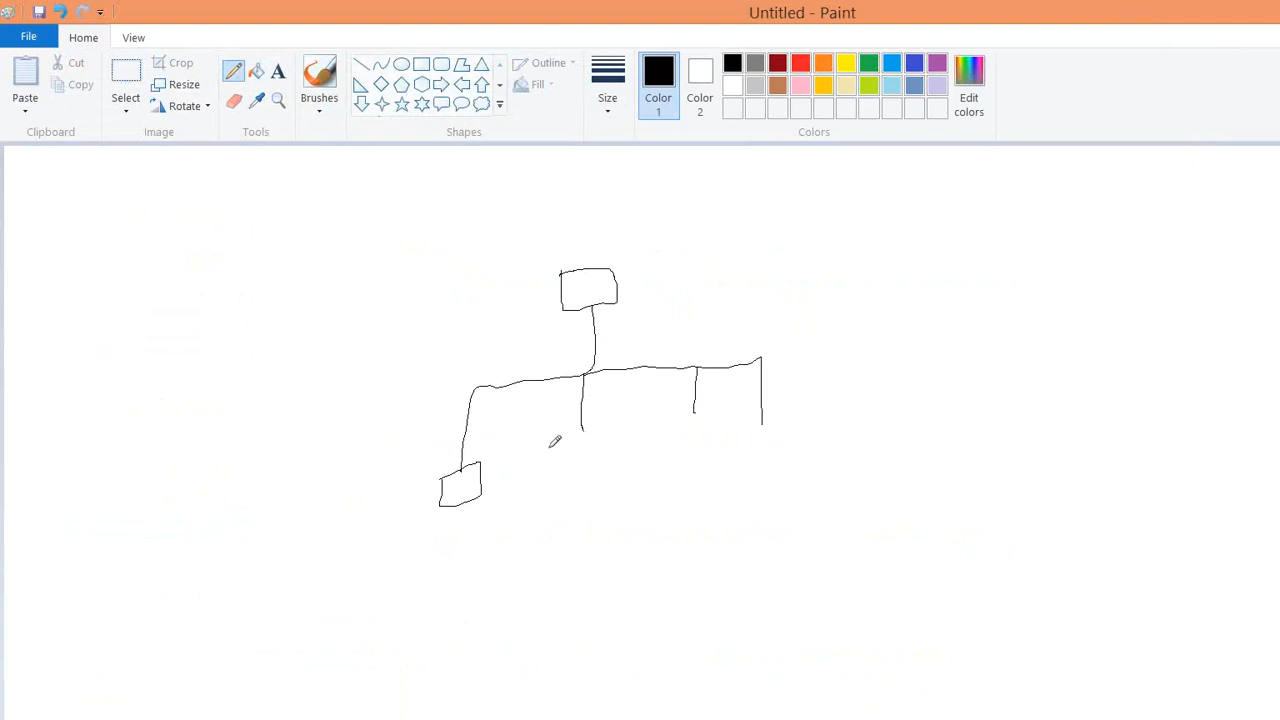 Untitled - Paint
File
Home
View
Paste
Cut
Copy
Clipboard
Select
Crop
Resize
Rotate
Image
A
Tools
Brushes
Shapes
Outline
Fill
Size
Color
1
Color
2
Edit
colors
Colors